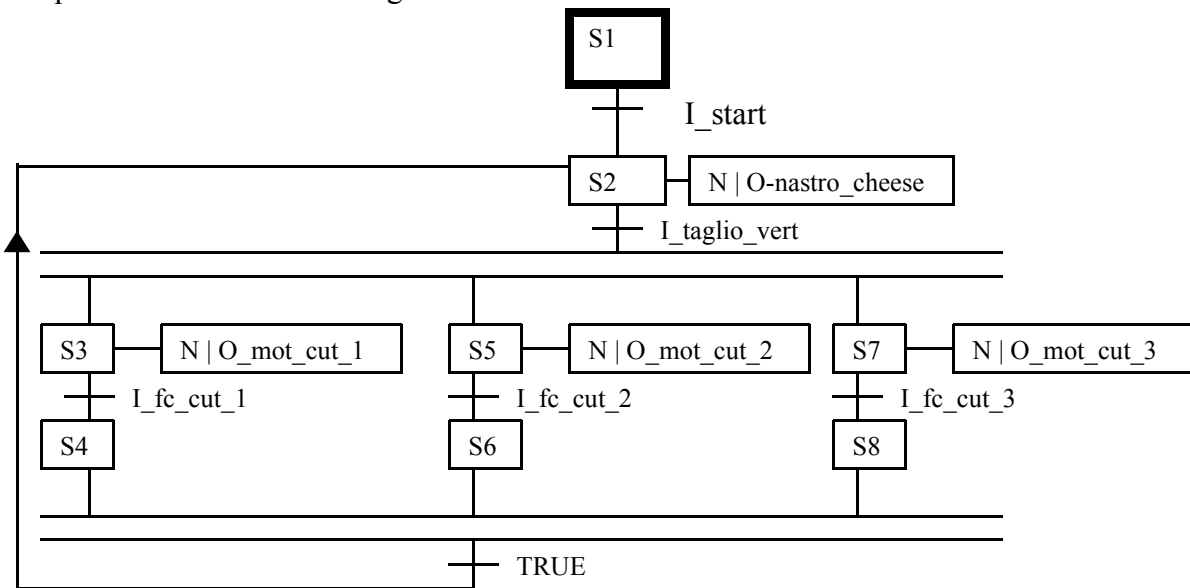 S1
I_start
S2 N | O-nastro_cheese
I_taglio_vert
S3 N | O_mot_cut_1 S5 N | O_mot_cut_2 S7 N | O_mot_cut_3
I_fc_cut_1 I_fc_cut_2 I_fc_cut_3
S4 S6 S8
TRUE